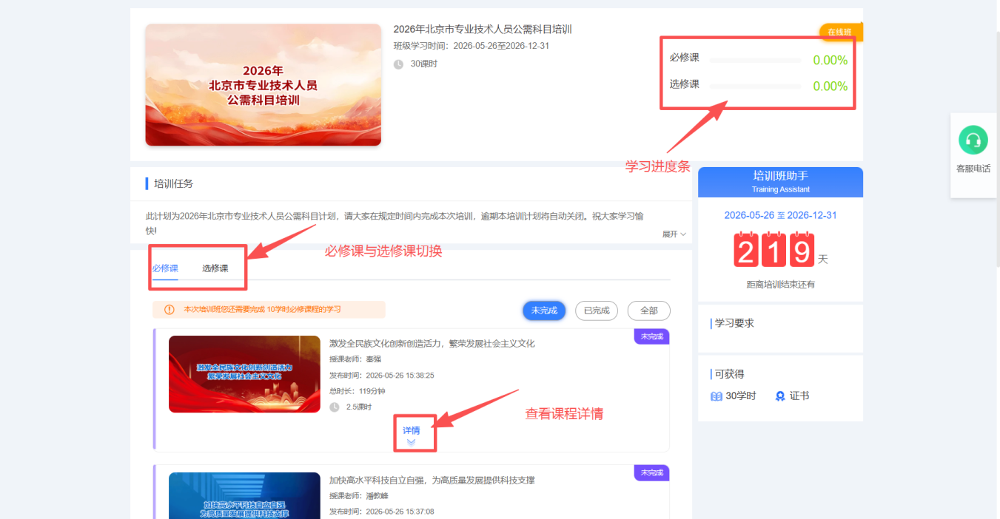 2026年
北京市专业技术人员
公需科目培训
2026年北京市专业技术人员公需科目培训
班级学习时间：2026-05-26至2026-12-31
30课时
在线班
必修课 0.00%
选修课 0.00%
学习进度条
客服电话
培训任务
此计划为2026年北京市专业技术人员公需科目计划，请大家在规定时间内完成本次培训，逾期本培训计划将自动关闭。祝大家学习愉
快!
展开
必修课与选修课切换
必修课 选修课
本次培训班您还需要完成 10学时必修课程的学习
未完成 已完成 全部
未完成
激发全民族文化创新创造活力
繁荣发展社会主义文化
激发全民族文化创新创造活力，繁荣发展社会主义文化
授课老师：秦强
发布时间：2026-05-26 15:38:25
总时长：119分钟
2.5课时
详情
查看课程详情
未完成
加快高水平科技自立自强
为高质量发展提供科技支撑
加快高水平科技自立自强，为高质量发展提供科技支撑
授课老师：潘教峰
发布时间：2026-05-26 15:37:08
培训班助手
Training Assistant
2026-05-26 至 2026-12-31
219天
距离培训结束还有
学习要求
可获得
30学时 证书